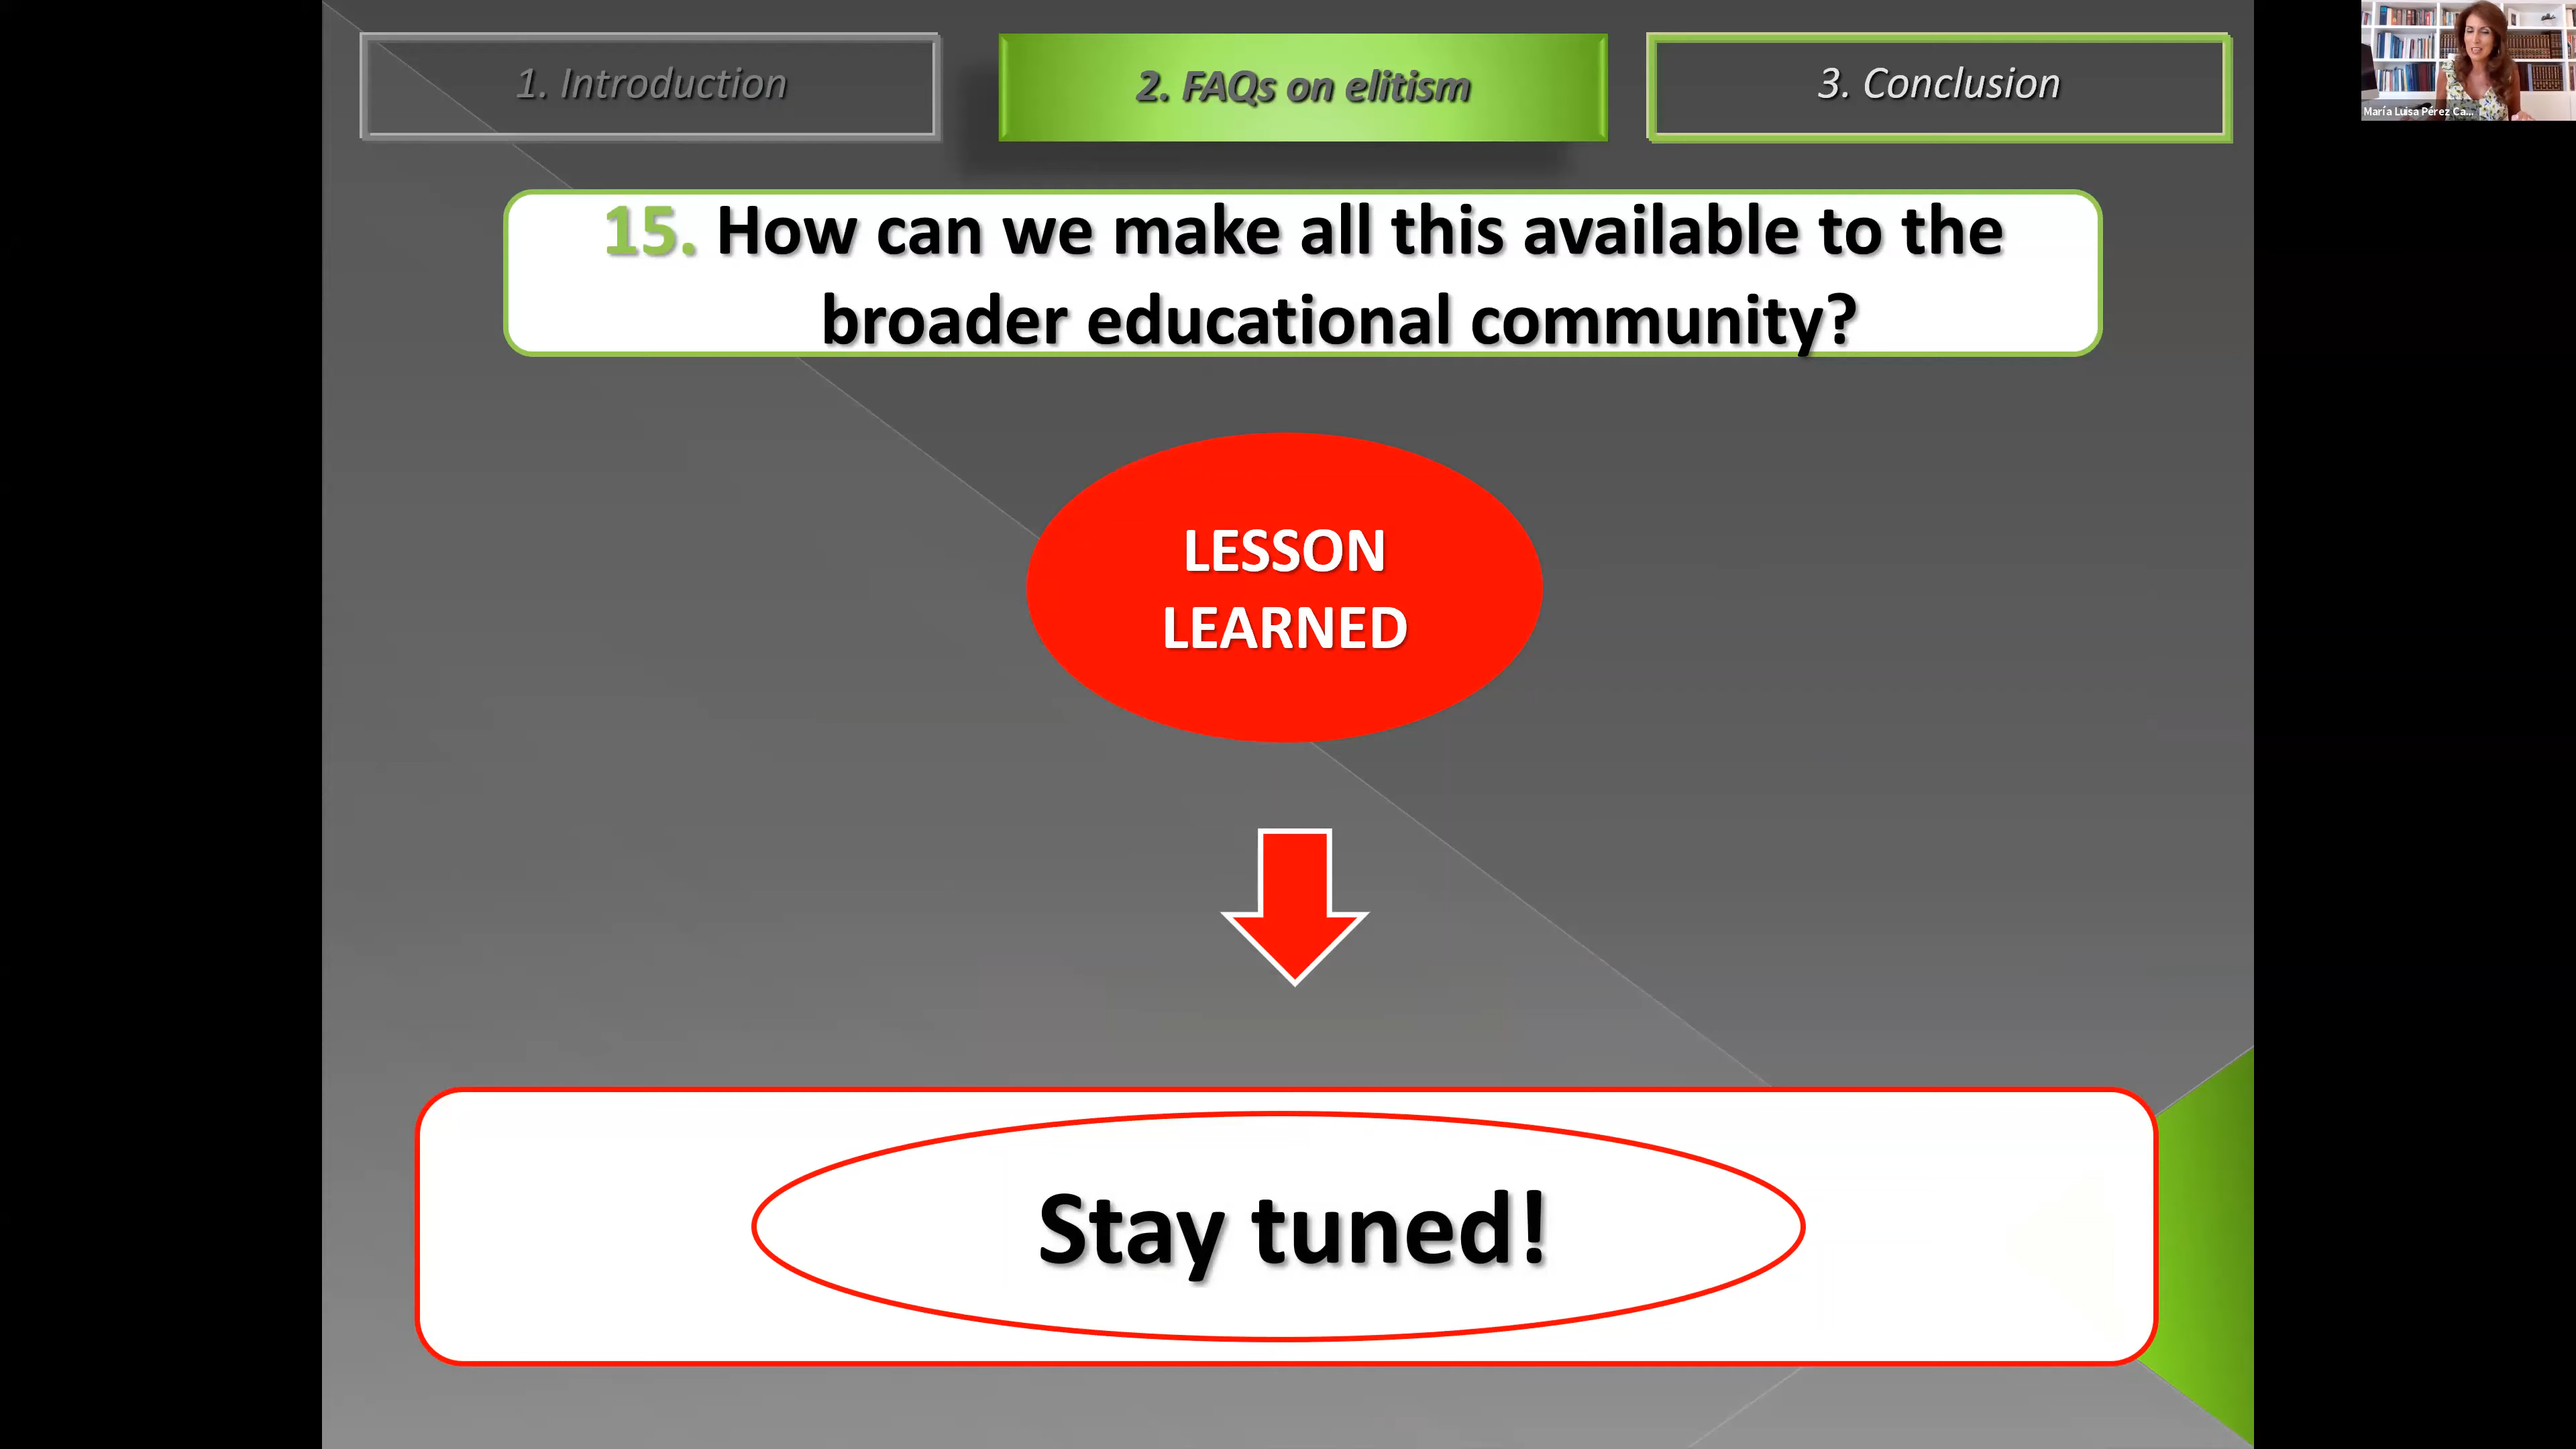 1. Introduction
2. FAQs on elitism
3. Conclusion
María Luisa Pérez Ca...
15. How can we make all this available to the
broader educational community?
LESSON
LEARNED
Stay tuned!